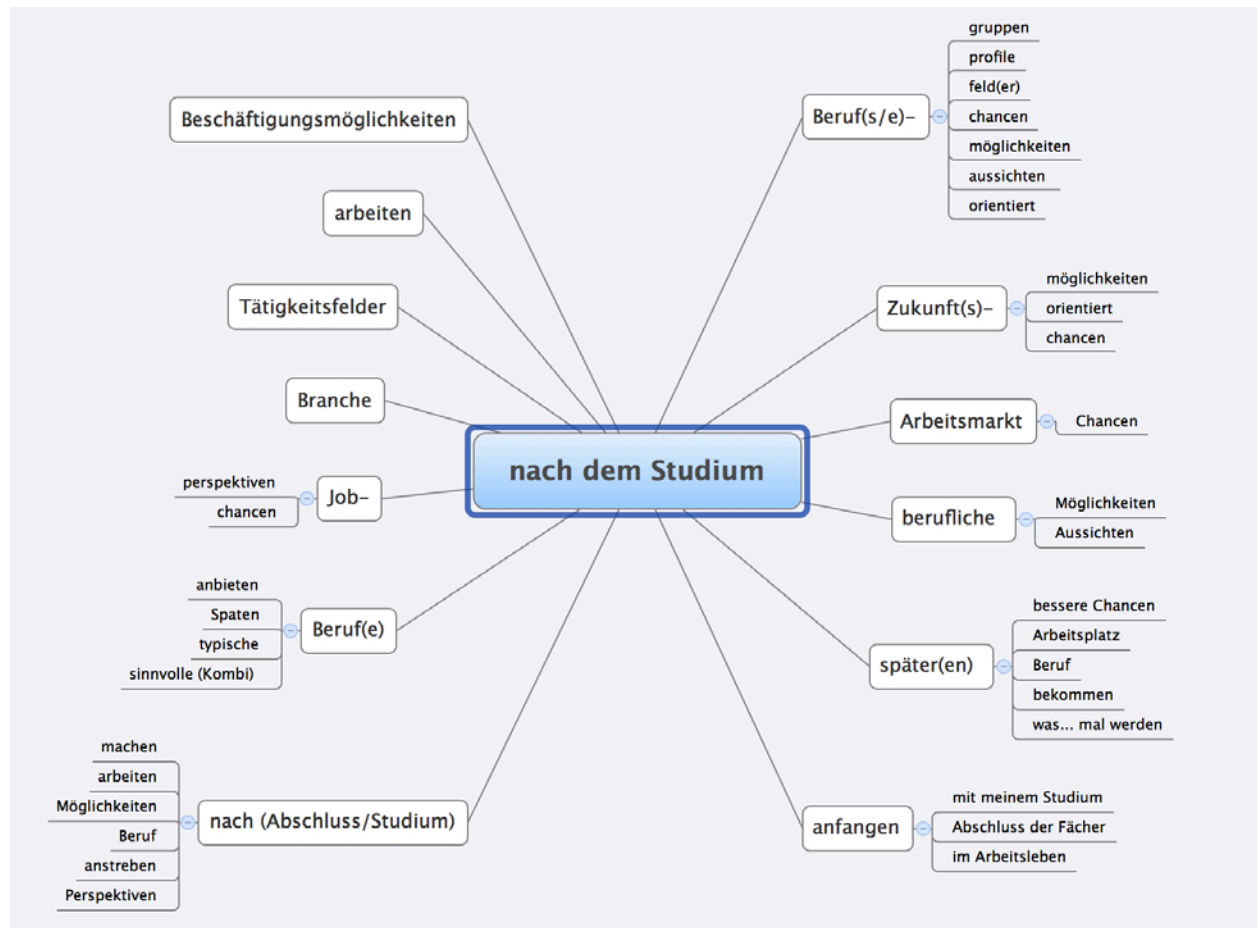 nach dem Studium
Beschäftigungsmöglichkeiten
arbeiten
Tätigkeitsfelder
Branche
Job-
perspektiven
chancen
Beruf(e)
anbieten
Spaten
typische
sinnvolle (Kombi)
nach (Abschluss/Studium)
machen
arbeiten
Möglichkeiten
Beruf
anstreben
Perspektiven
Beruf(s/e)-
gruppen
profile
feld(er)
chancen
möglichkeiten
aussichten
orientiert
Zukunft(s)-
möglichkeiten
orientiert
chancen
Arbeitsmarkt
Chancen
berufliche
Möglichkeiten
Aussichten
später(en)
bessere Chancen
Arbeitsplatz
Beruf
bekommen
was... mal werden
anfangen
mit meinem Studium
Abschluss der Fächer
im Arbeitsleben